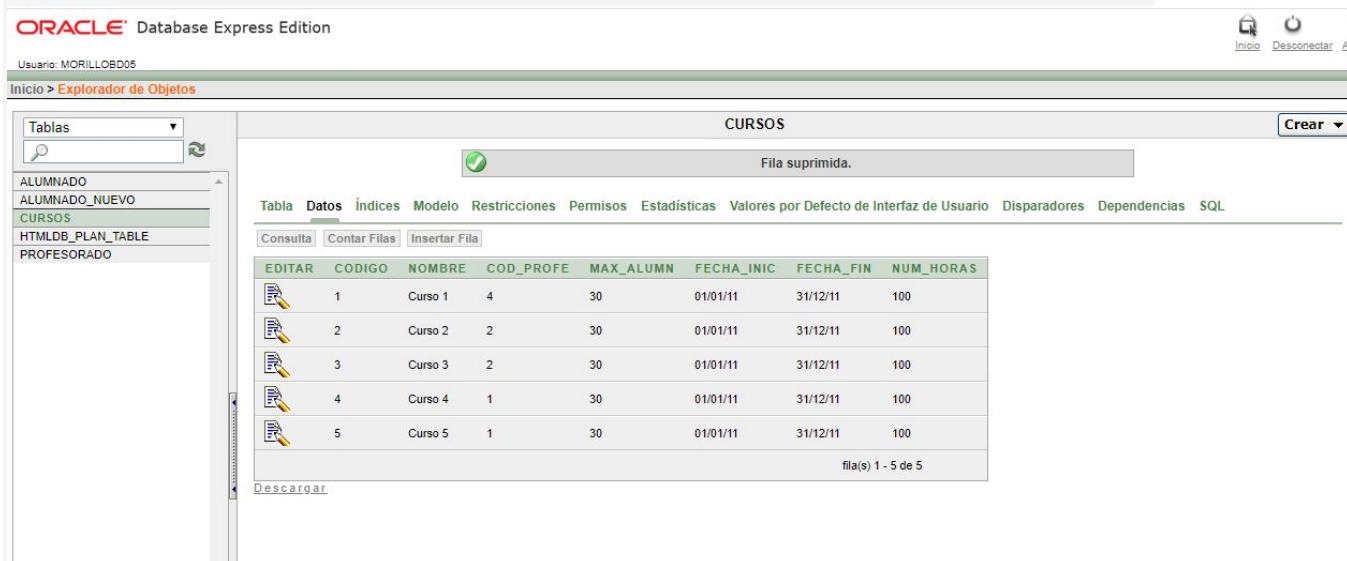 ORACLE Database Express Edition
Inicio Desconectar
Usuario: MORILLOBD05
Inicio > Explorador de Objetos
Tablas
CURSOS
Crear
Fila suprimida.
ALUMNADO
ALUMNADO_NUEVO
CURSOS
HTMLDB_PLAN_TABLE
PROFESORADO
Tabla Datos Índices Modelo Restricciones Permisos Estadísticas Valores por Defecto de Interfaz de Usuario Disparadores Dependencias SQL
Consulta Contar Filas Insertar Fila
EDITAR CODIGO NOMBRE COD_PROFE MAX_ALUMN FECHA_INIC FECHA_FIN NUM_HORAS
1 Curso 1 4 30 01/01/11 31/12/11 100
2 Curso 2 2 30 01/01/11 31/12/11 100
3 Curso 3 2 30 01/01/11 31/12/11 100
4 Curso 4 1 30 01/01/11 31/12/11 100
5 Curso 5 1 30 01/01/11 31/12/11 100
fila(s) 1 - 5 de 5
Descargar